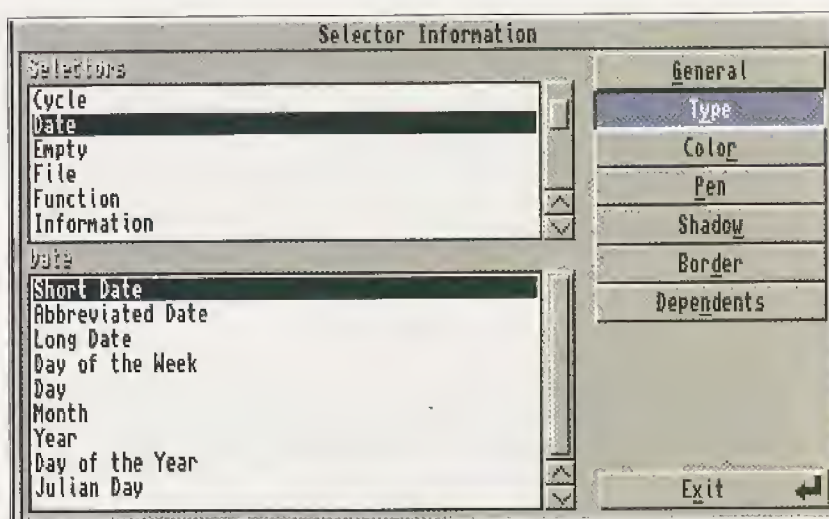 Selector Information
Selectors
Cycle
Date
Empty
File
Function
Information
Date
Short Date
Abbreviated Date
Long Date
Day of the Week
Day
Month
Year
Day of the Year
Julian Day
General
Type
Color
Pen
Shadow
Border
Dependents
Exit